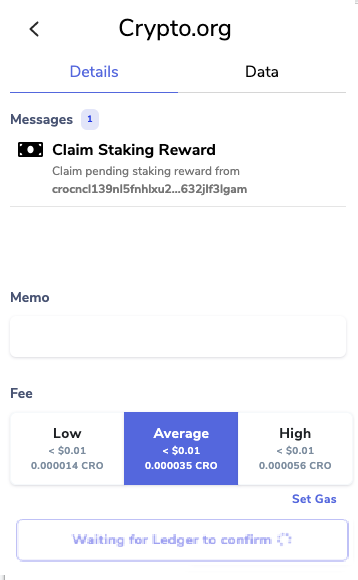 Crypto.org
Details
Data
Messages 1
Claim Staking Reward
Claim pending staking reward from
crocncl139nl5fnhlxu2...632jlf3lgam
Memo
Fee
Low
< $0.01
0.000014 CRO
Average
< $0.01
0.000035 CRO
High
< $0.01
0.000056 CRO
Set Gas
Waiting for Ledger to confirm